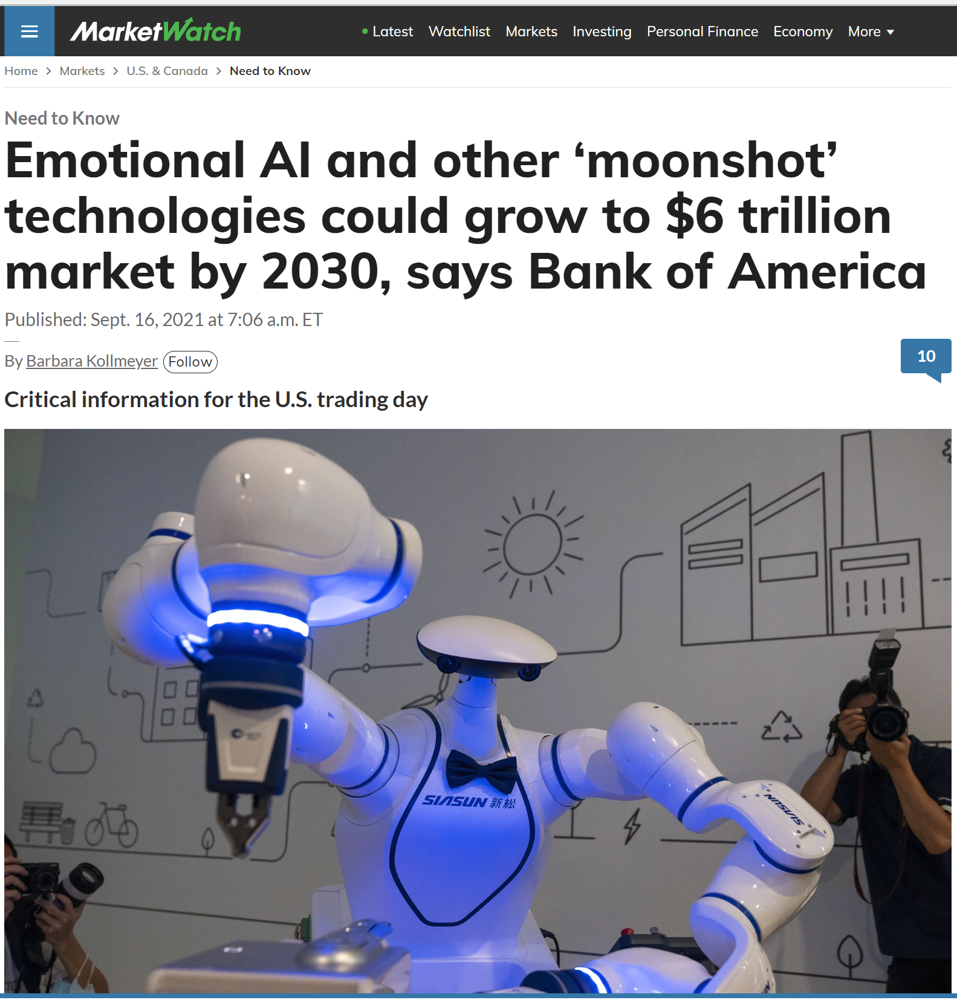 MarketWatch
Latest Watchlist Markets Investing Personal Finance Economy More
Home > Markets > U.S. & Canada > Need to Know
Need to Know
Emotional AI and other ‘moonshot’
technologies could grow to $6 trillion
market by 2030, says Bank of America
Published: Sept. 16, 2021 at 7:06 a.m. ET
By Barbara Kollmeyer Follow
10
Critical information for the U.S. trading day
SIASUN 新松
SIASUN